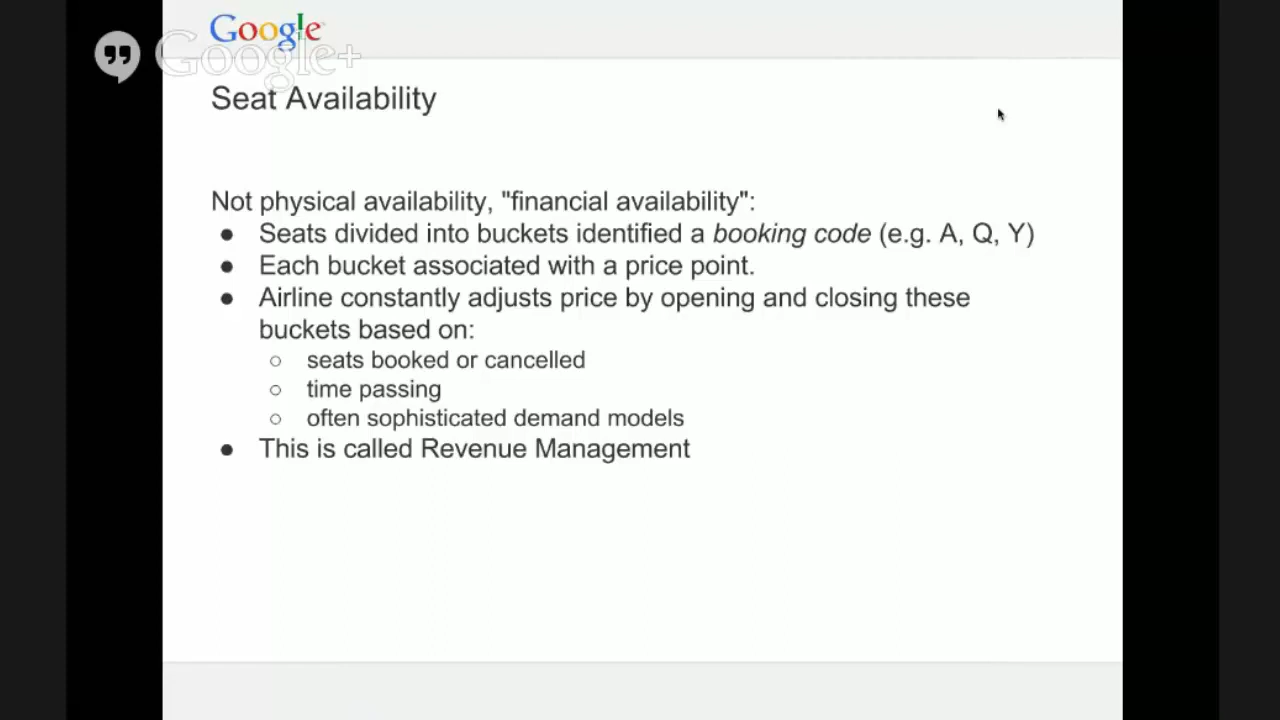 Google
Google+
Seat Availability
Not physical availability, "financial availability":
● Seats divided into buckets identified a booking code (e.g. A, Q, Y)
● Each bucket associated with a price point.
● Airline constantly adjusts price by opening and closing these
buckets based on:
○ seats booked or cancelled
○ time passing
○ often sophisticated demand models
● This is called Revenue Management